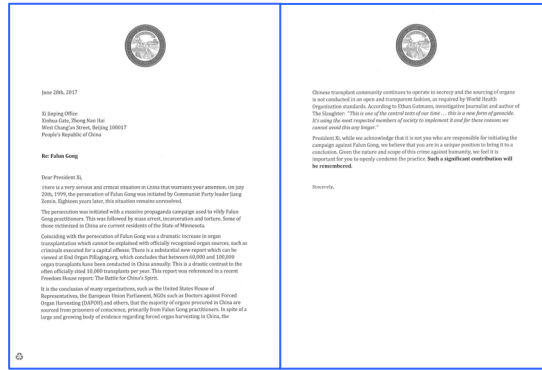 June 20th, 2017
Xi Jinping Office
Xinhua Gate, Zhong Nan Hai
West Chang'an Street, Beijing 100017
People's Republic of China
Re: Falun Gong
Dear President Xi,
There is a very serious and critical situation in China that warrants your attention. On July
20th, 1999, the persecution of Falun Gong was initiated by Communist Party leader Jiang
Zemin. Eighteen years later, this situation remains unresolved.
The persecution was initiated with a massive propaganda campaign used to vilify Falun
Gong practitioners. This was followed by mass arrest, incarceration and torture. Some of
those victimized in China are current residents of the State of Minnesota.
Coinciding with the persecution of Falun Gong was a dramatic increase in organ
transplantation which cannot be explained with officially recognized organ sources, such as
criminals executed for a capital offense. There is a substantial new report which can be
viewed at End Organ Pillaging.org, which concludes that between 60,000 and 100,000
organ transplants have been conducted in China annually. This is a drastic contrast to the
often officially cited 10,000 transplants per year. This report was referenced in a recent
Freedom House report: The Battle for China's Spirit.
It is the conclusion of many organizations, such as the United States House of
Representatives, the European Union Parliament, NGOs such as Doctors against Forced
Organ Harvesting (DAFOH) and others, that the majority of organs procured in China are
sourced from prisoners of conscience, primarily from Falun Gong practitioners. In spite of a
large and growing body of evidence regarding forced organ harvesting in China, the
Chinese transplant community continues to operate in secrecy and the sourcing of organs
is not conducted in an open and transparent fashion, as required by World Health
Organization standards. According to Ethan Gutmann, investigative journalist and author of
The Slaughter: "This is one of the central tests of our time . . . this is a new form of genocide.
It's using the most respected members of society to implement it and for those reasons we
cannot avoid this any longer."
President Xi, while we acknowledge that it is not you who are responsible for initiating the
campaign against Falun Gong, we believe that you are in a unique position to bring it to a
conclusion. Given the nature and scope of this crime against humanity, we feel it is
important for you to openly condemn the practice. Such a significant contribution will
be remembered.
Sincerely,